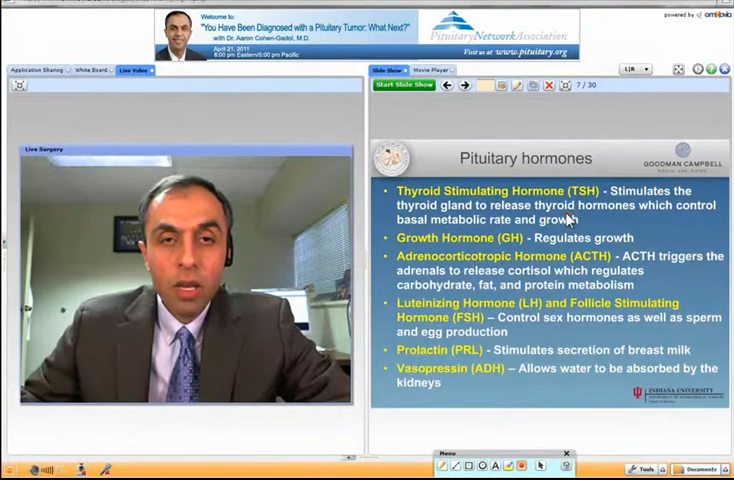 Welcome to:
"You Have Been Diagnosed with a Pituitary Tumor: What Next?"
with Dr. Aaron Cohen-Gadol, M.D.
April 21, 2011
8.00 pm Eastern/5:00 pm Pacific
Pituitary Network Association
Visit us at www.pituitary.org
powered by omnovia
Application Sharing
White Board
Live Video
Slide Show
Movie Player
L|R
Start Slide Show
7 / 30
Live Surgery
Pituitary hormones
GOODMAN CAMPBELL
• Thyroid Stimulating Hormone (TSH) - Stimulates the
thyroid gland to release thyroid hormones which control
basal metabolic rate and growth
• Growth Hormone (GH) - Regulates growth
• Adrenocorticotropic Hormone (ACTH) - ACTH triggers the
adrenals to release cortisol which regulates
carbohydrate, fat, and protein metabolism
• Luteinizing Hormone (LH) and Follicle Stimulating
Hormone (FSH) – Control sex hormones as well as sperm
and egg production
• Prolactin (PRL) - Stimulates secretion of breast milk
• Vasopressin (ADH) – Allows water to be absorbed by the
kidneys
INDIANA UNIVERSITY
Menu
A
Tools
Documents